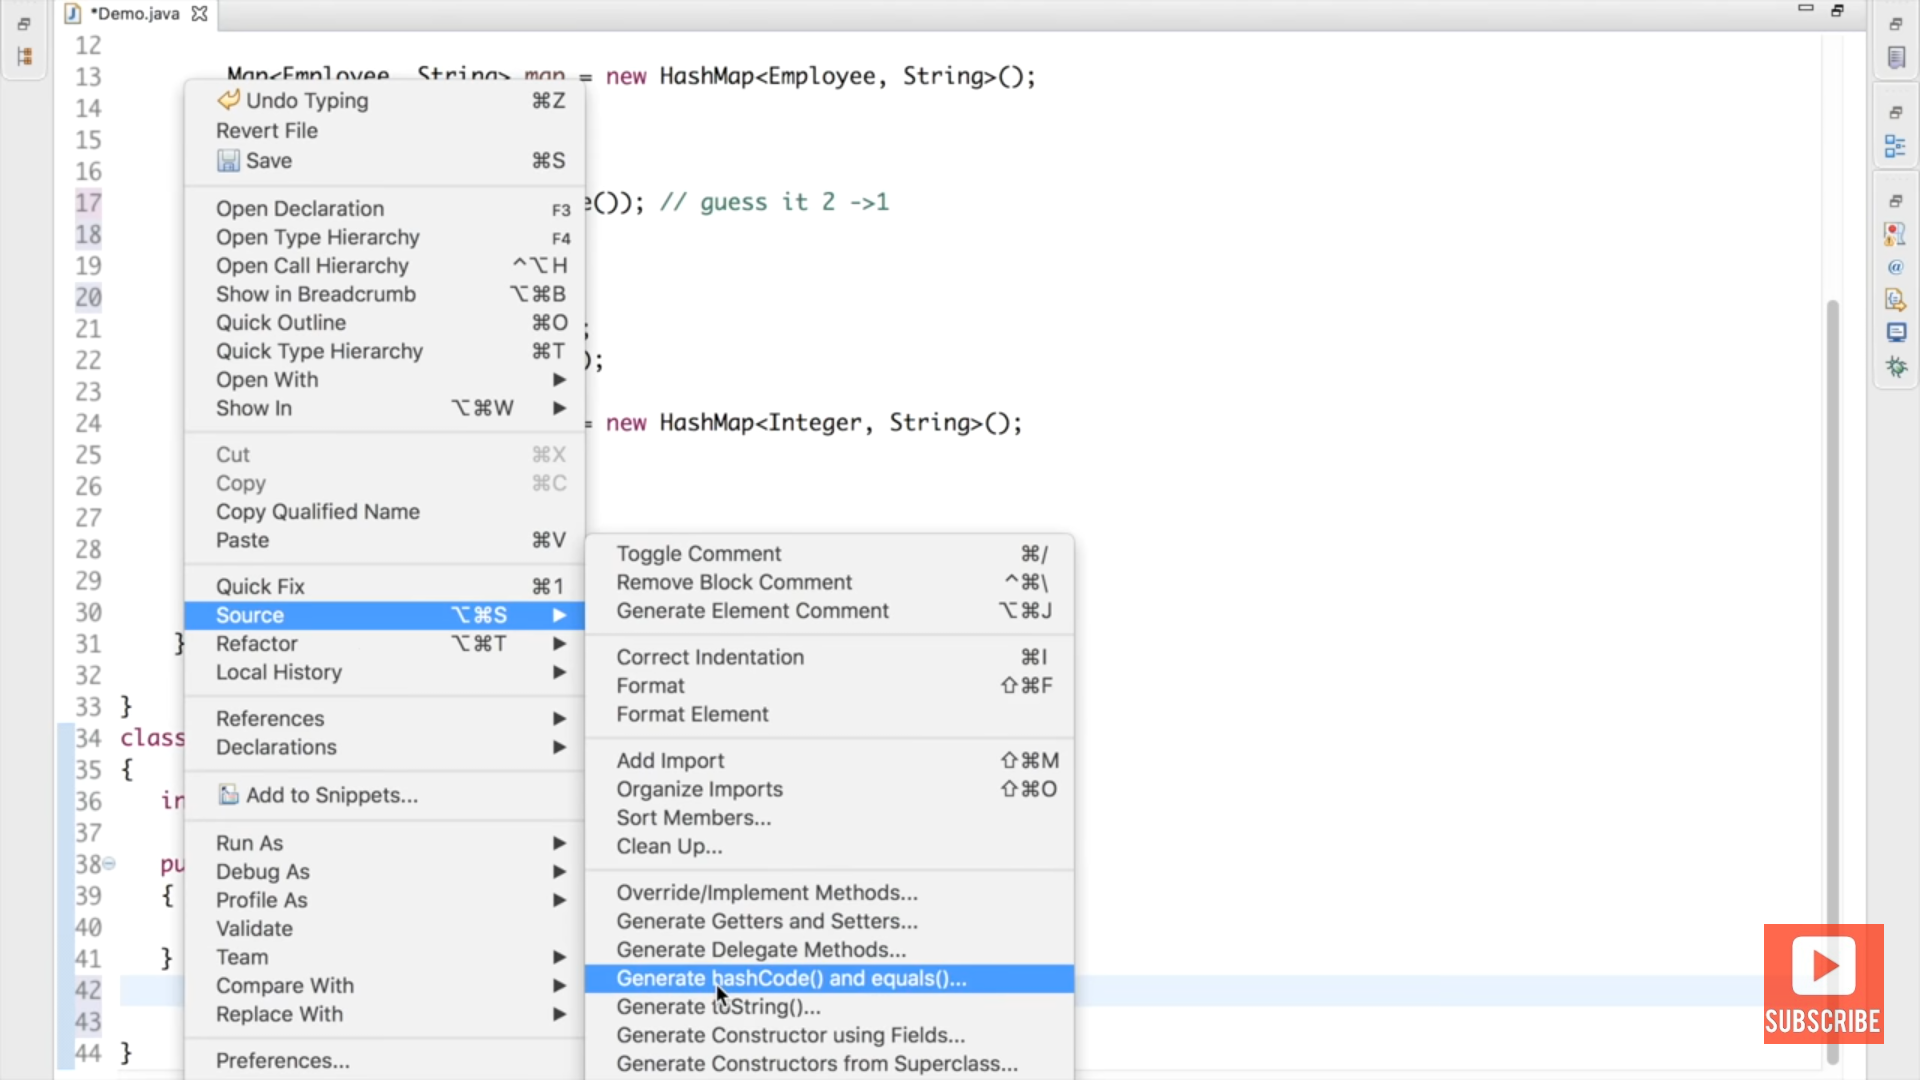 *Demo.java
12
13 Map<Employee, String> map = new HashMap<Employee, String>();
14
15
16
17 e()); // guess it 2 ->1
18
19
20
21 ;
22 );
23
24 = new HashMap<Integer, String>();
25
26
27
28
29
30
31 }
32
33 }
34 class
35 {
36 in
37
38 pu
39 {
40
41 }
42
43
44 }
Undo Typing ⌘Z
Revert File
Save ⌘S
Open Declaration F3
Open Type Hierarchy F4
Open Call Hierarchy ^⌥H
Show in Breadcrumb ⌥⌘B
Quick Outline ⌘O
Quick Type Hierarchy ⌘T
Open With
Show In ⌥⌘W
Cut ⌘X
Copy ⌘C
Copy Qualified Name
Paste ⌘V
Quick Fix ⌘1
Source ⌥⌘S
Refactor ⌥⌘T
Local History
References
Declarations
Add to Snippets...
Run As
Debug As
Profile As
Validate
Team
Compare With
Replace With
Preferences...
Toggle Comment ⌘/
Remove Block Comment ^⌘\
Generate Element Comment ⌥⌘J
Correct Indentation ⌘I
Format ⇧⌘F
Format Element
Add Import ⇧⌘M
Organize Imports ⇧⌘O
Sort Members...
Clean Up...
Override/Implement Methods...
Generate Getters and Setters...
Generate Delegate Methods...
Generate hashCode() and equals()...
Generate toString()...
Generate Constructor using Fields...
Generate Constructors from Superclass...
SUBSCRIBE